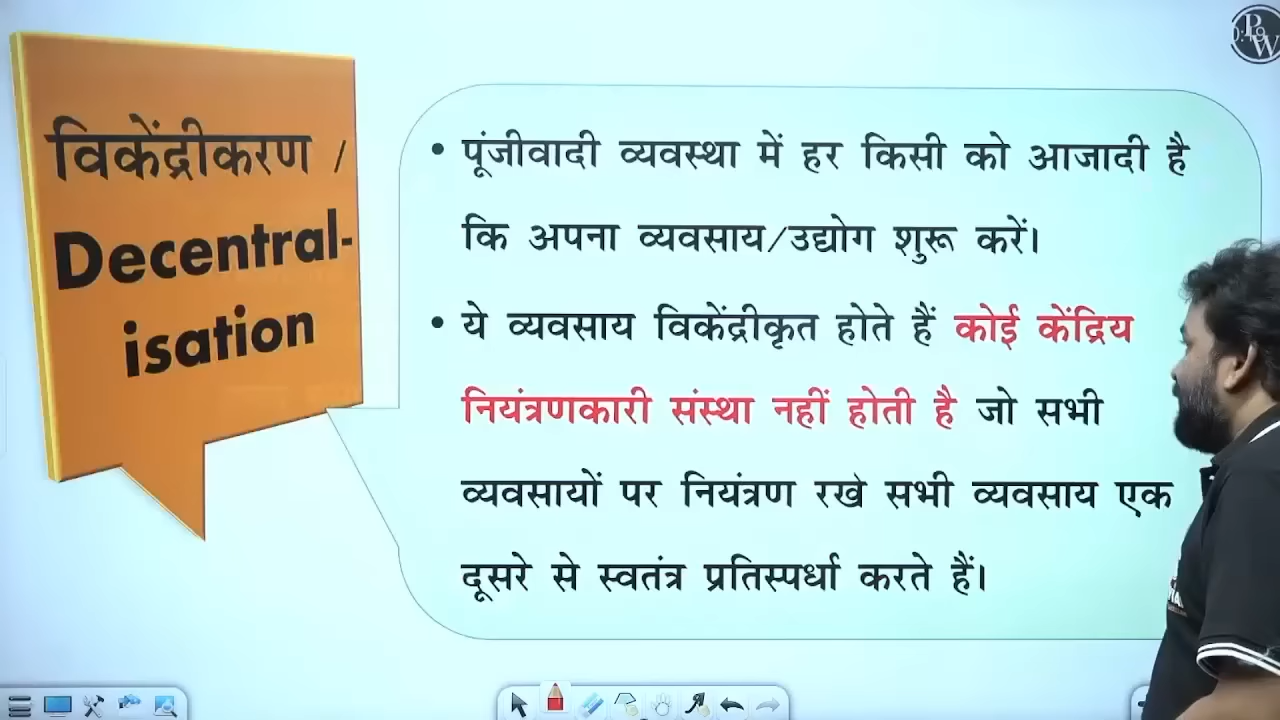 विकेंद्रीकरण /
Decentral-
isation
• पूंजीवादी व्यवस्था में हर किसी को आजादी है
कि अपना व्यवसाय/उद्योग शुरू करें।
• ये व्यवसाय विकेंद्रीकृत होते हैं कोई केंद्रिय
नियंत्रणकारी संस्था नहीं होती है जो सभी
व्यवसायों पर नियंत्रण रखे सभी व्यवसाय एक
दूसरे से स्वतंत्र प्रतिस्पर्धा करते हैं।
PW